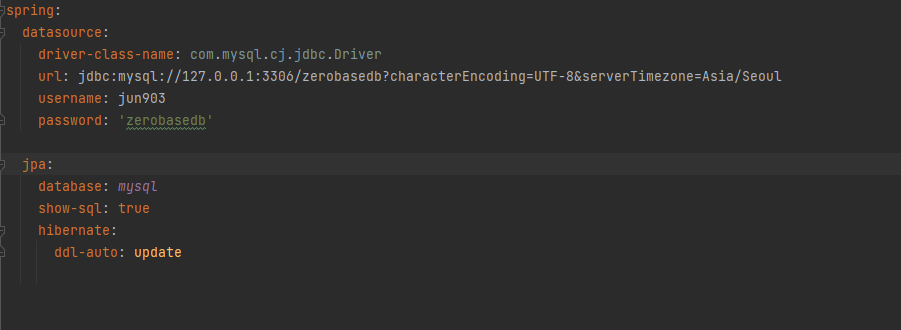 spring:
  datasource:
    driver-class-name: com.mysql.cj.jdbc.Driver
    url: jdbc:mysql://127.0.0.1:3306/zerobasedb?characterEncoding=UTF-8&serverTimezone=Asia/Seoul
    username: jun903
    password: 'zerobasedb'
  jpa:
    database: mysql
    show-sql: true
    hibernate:
      ddl-auto: update